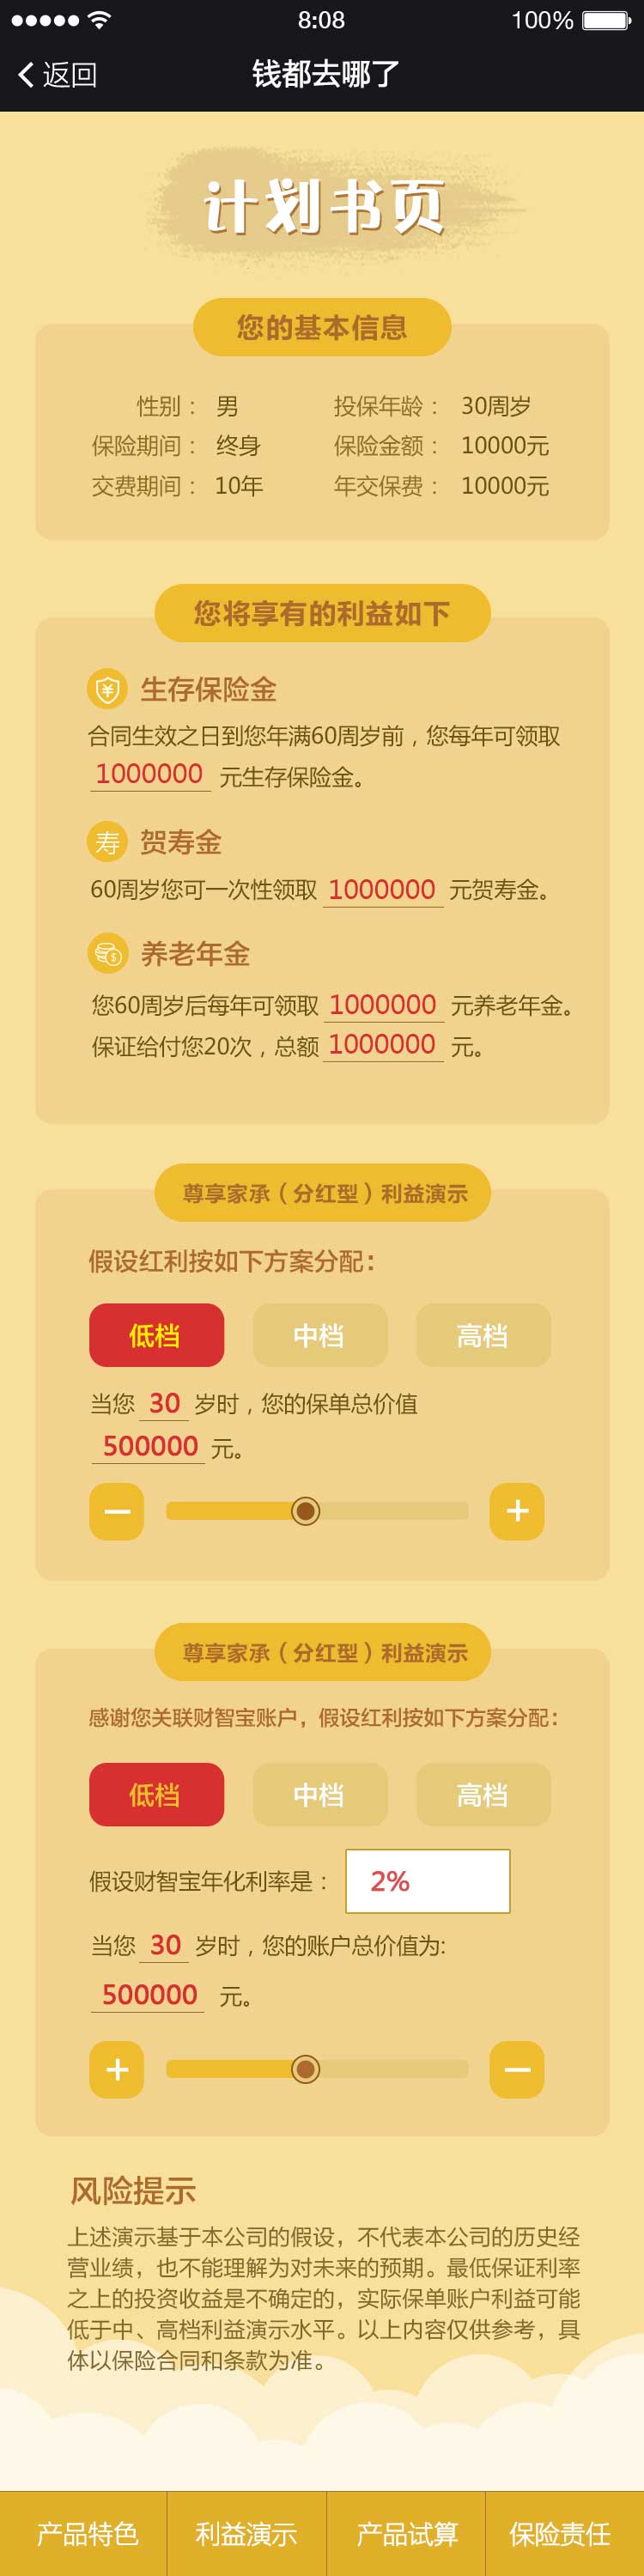 8:08
100%
返回
钱都去哪了
计划书页
您的基本信息
性别： 男 投保年龄： 30周岁
保险期间： 终身 保险金额： 10000元
交费期间： 10年 年交保费： 10000元
您将享有的利益如下
¥ 生存保险金
合同生效之日到您年满60周岁前，您每年可领取
1000000 元生存保险金。
寿 贺寿金
60周岁您可一次性领取 1000000 元贺寿金。
$ 养老年金
您60周岁后每年可领取 1000000 元养老年金。
保证给付您20次，总额 1000000 元。
尊享家承（分红型）利益演示
假设红利按如下方案分配：
低档 中档 高档
当您 30 岁时，您的保单总价值
500000 元。
− +
尊享家承（分红型）利益演示
感谢您关联财智宝账户，假设红利按如下方案分配：
低档 中档 高档
假设财智宝年化利率是： 2%
当您 30 岁时，您的账户总价值为:
500000 元。
+ −
风险提示
上述演示基于本公司的假设，不代表本公司的历史经
营业绩，也不能理解为对未来的预期。最低保证利率
之上的投资收益是不确定的，实际保单账户利益可能
低于中、高档利益演示水平。以上内容仅供参考，具
体以保险合同和条款为准。
产品特色 利益演示 产品试算 保险责任